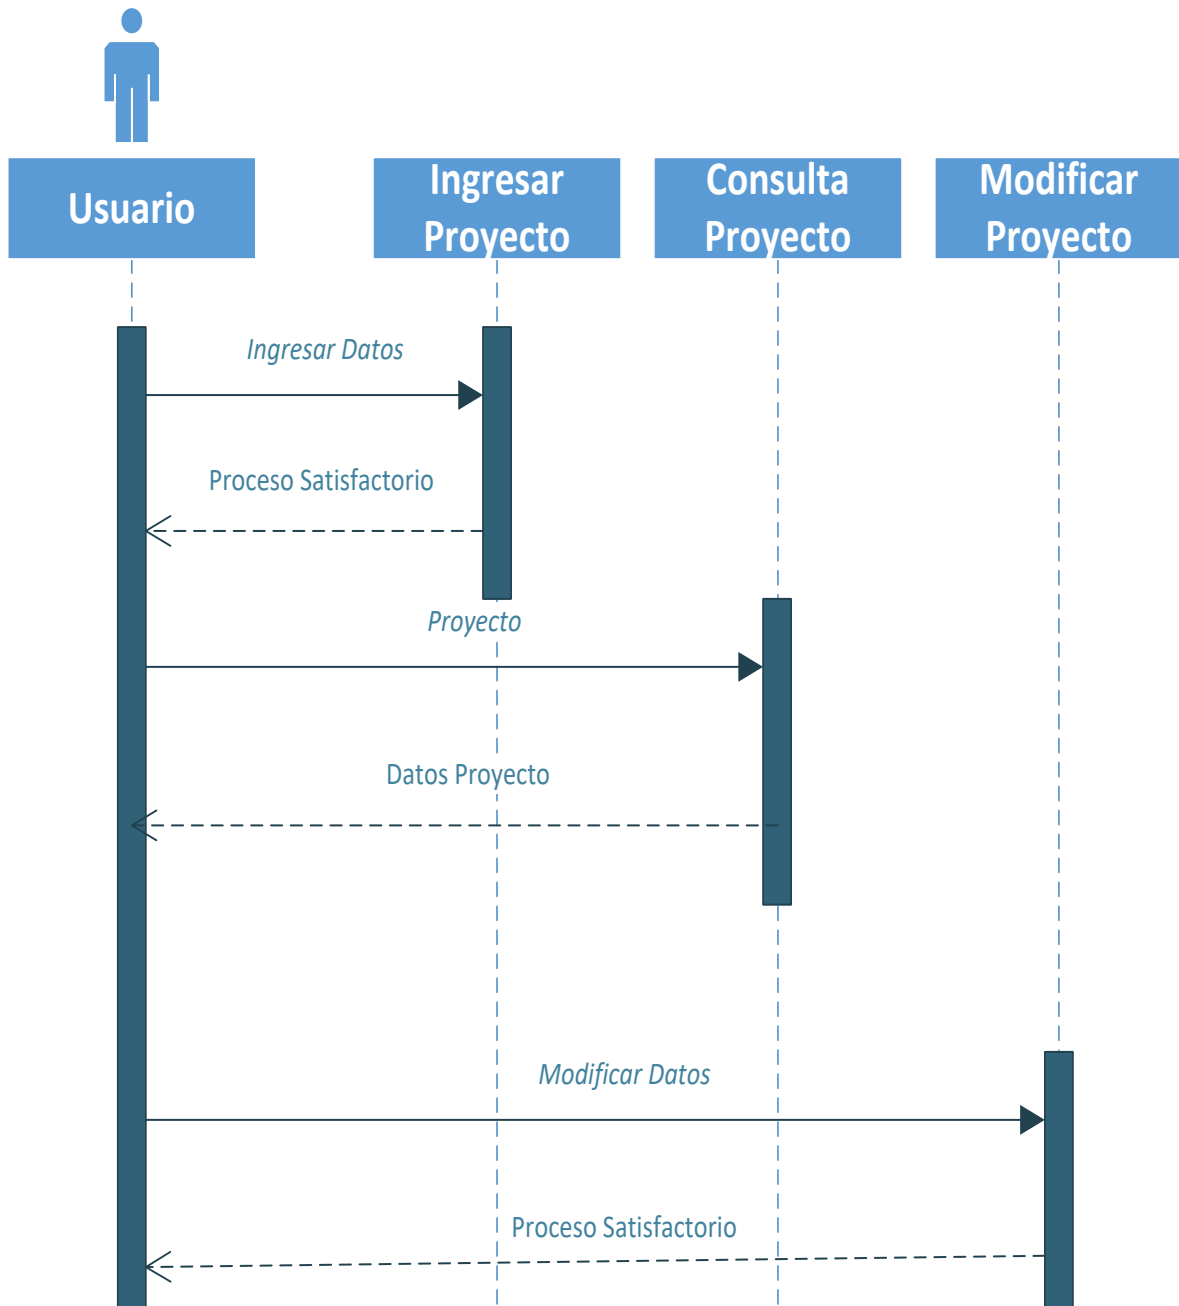 Usuario
Ingresar
Proyecto
Consulta
Proyecto
Modificar
Proyecto
Ingresar Datos
Proceso Satisfactorio
Proyecto
Datos Proyecto
Modificar Datos
Proceso Satisfactorio